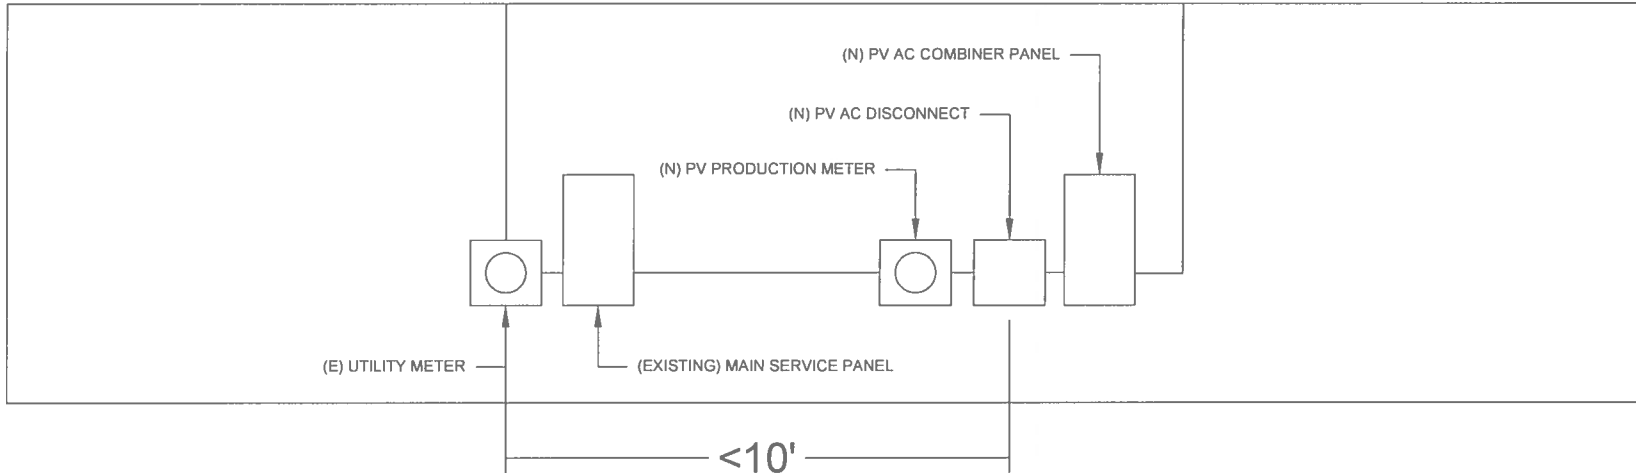 (N) PV AC COMBINER PANEL
(N) PV AC DISCONNECT
(N) PV PRODUCTION METER
(E) UTILITY METER
(EXISTING) MAIN SERVICE PANEL
<10'